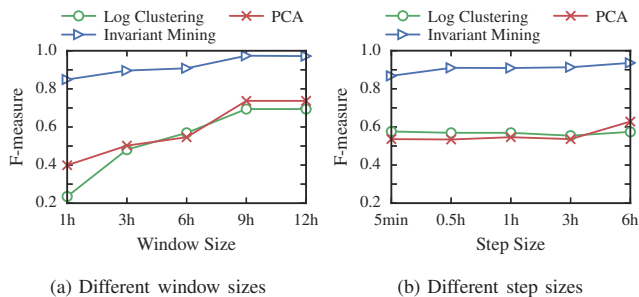 Log Clustering PCA
Invariant Mining
F-measure
1.0
0.8
0.6
0.4
0.2
1h 3h 6h 9h 12h
Window Size
(a) Different window sizes
Log Clustering PCA
Invariant Mining
F-measure
1.0
0.8
0.6
0.4
0.2
5min 0.5h 1h 3h 6h
Step Size
(b) Different step sizes